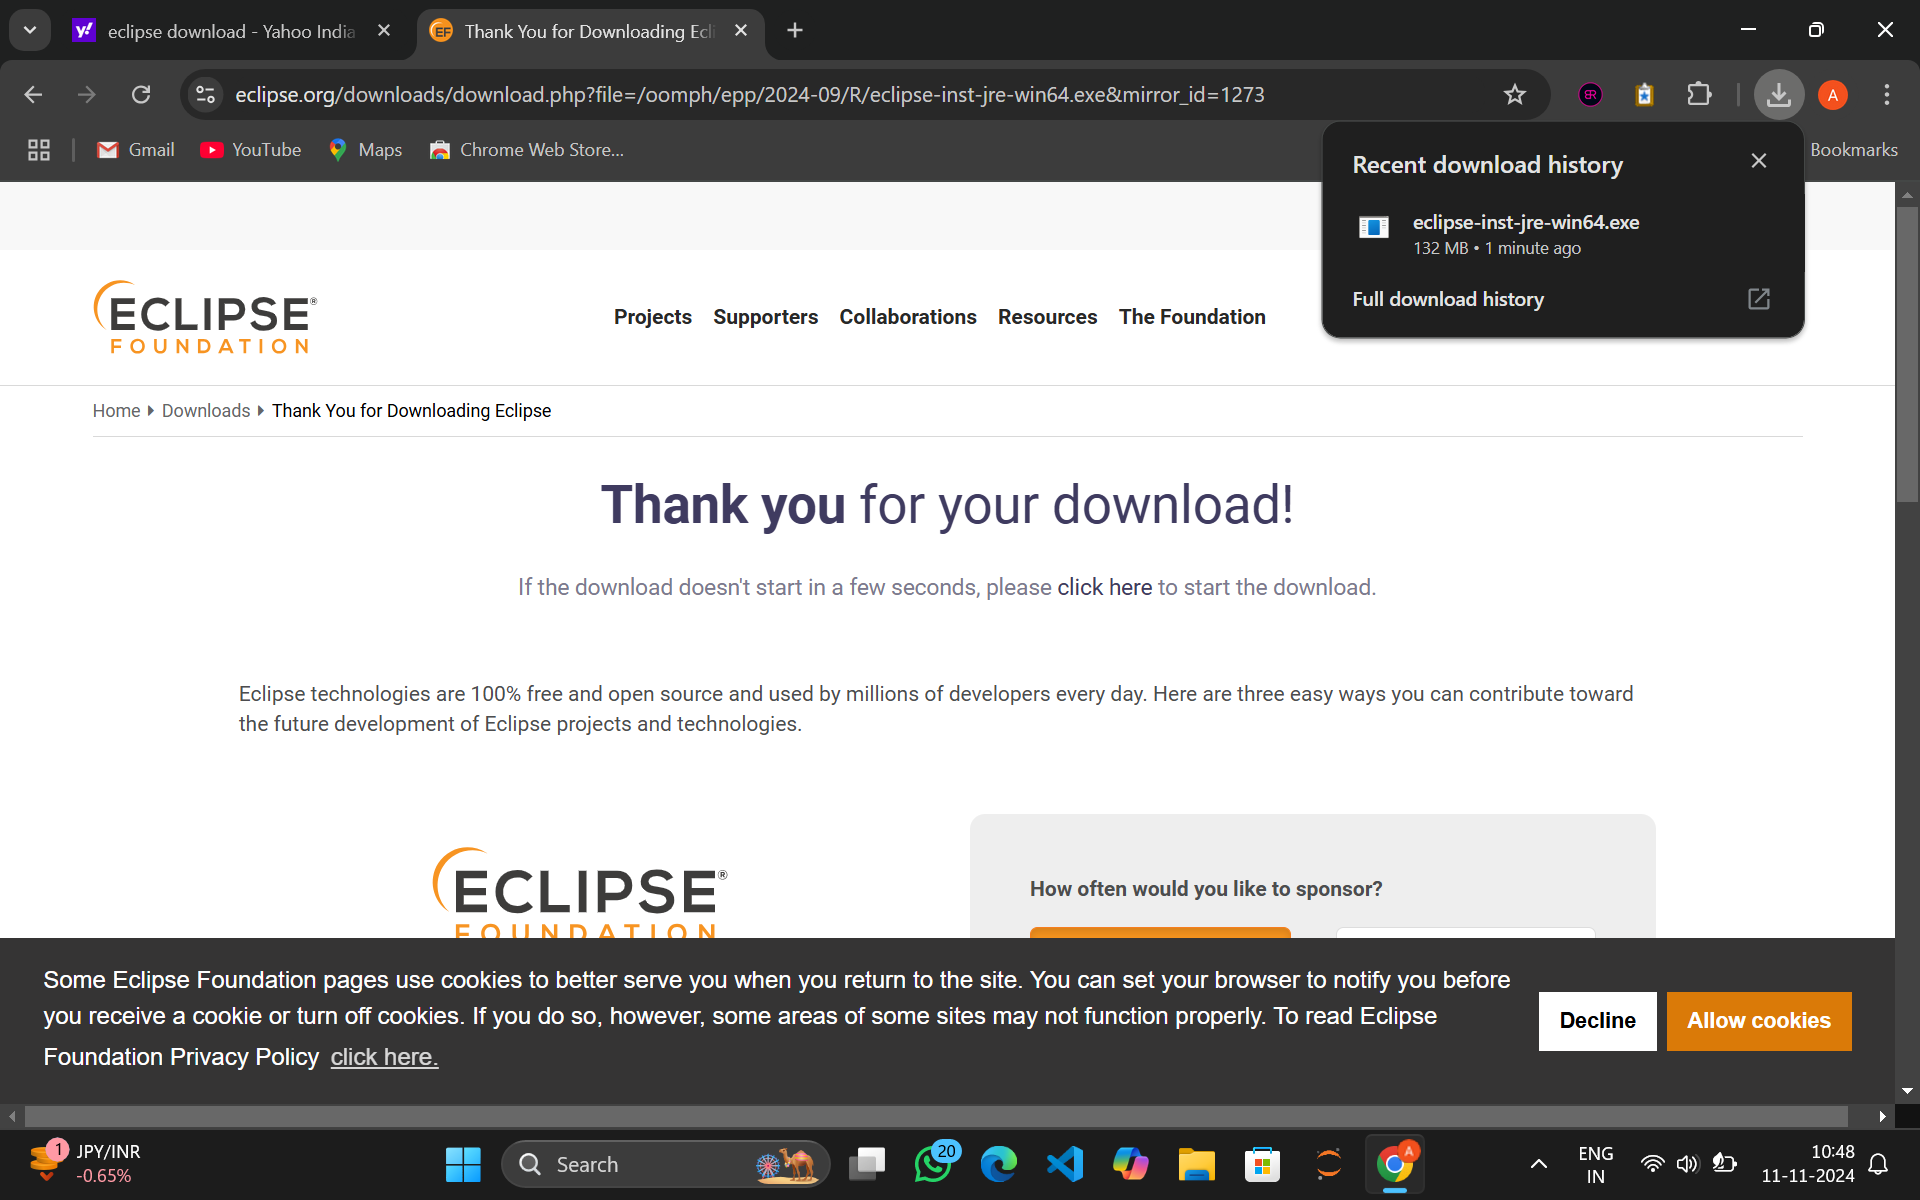 eclipse download - Yahoo India
Thank You for Downloading Ecli
eclipse.org/downloads/download.php?file=/oomph/epp/2024-09/R/eclipse-inst-jre-win64.exe&mirror_id=1273
A
Gmail
YouTube
Maps
Chrome Web Store...
Bookmarks
Recent download history
eclipse-inst-jre-win64.exe
132 MB • 1 minute ago
Full download history
ECLIPSE®
FOUNDATION
Projects
Supporters
Collaborations
Resources
The Foundation
Home
Downloads
Thank You for Downloading Eclipse
Thank you for your download!
If the download doesn't start in a few seconds, please click here to start the download.
Eclipse technologies are 100% free and open source and used by millions of developers every day. Here are three easy ways you can contribute toward
the future development of Eclipse projects and technologies.
ECLIPSE®
FOUNDATION
How often would you like to sponsor?
Some Eclipse Foundation pages use cookies to better serve you when you return to the site. You can set your browser to notify you before
you receive a cookie or turn off cookies. If you do so, however, some areas of some sites may not function properly. To read Eclipse
Foundation Privacy Policy click here.
Decline
Allow cookies
1
JPY/INR
-0.65%
Search
20
A
ENG
IN
10:48
11-11-2024